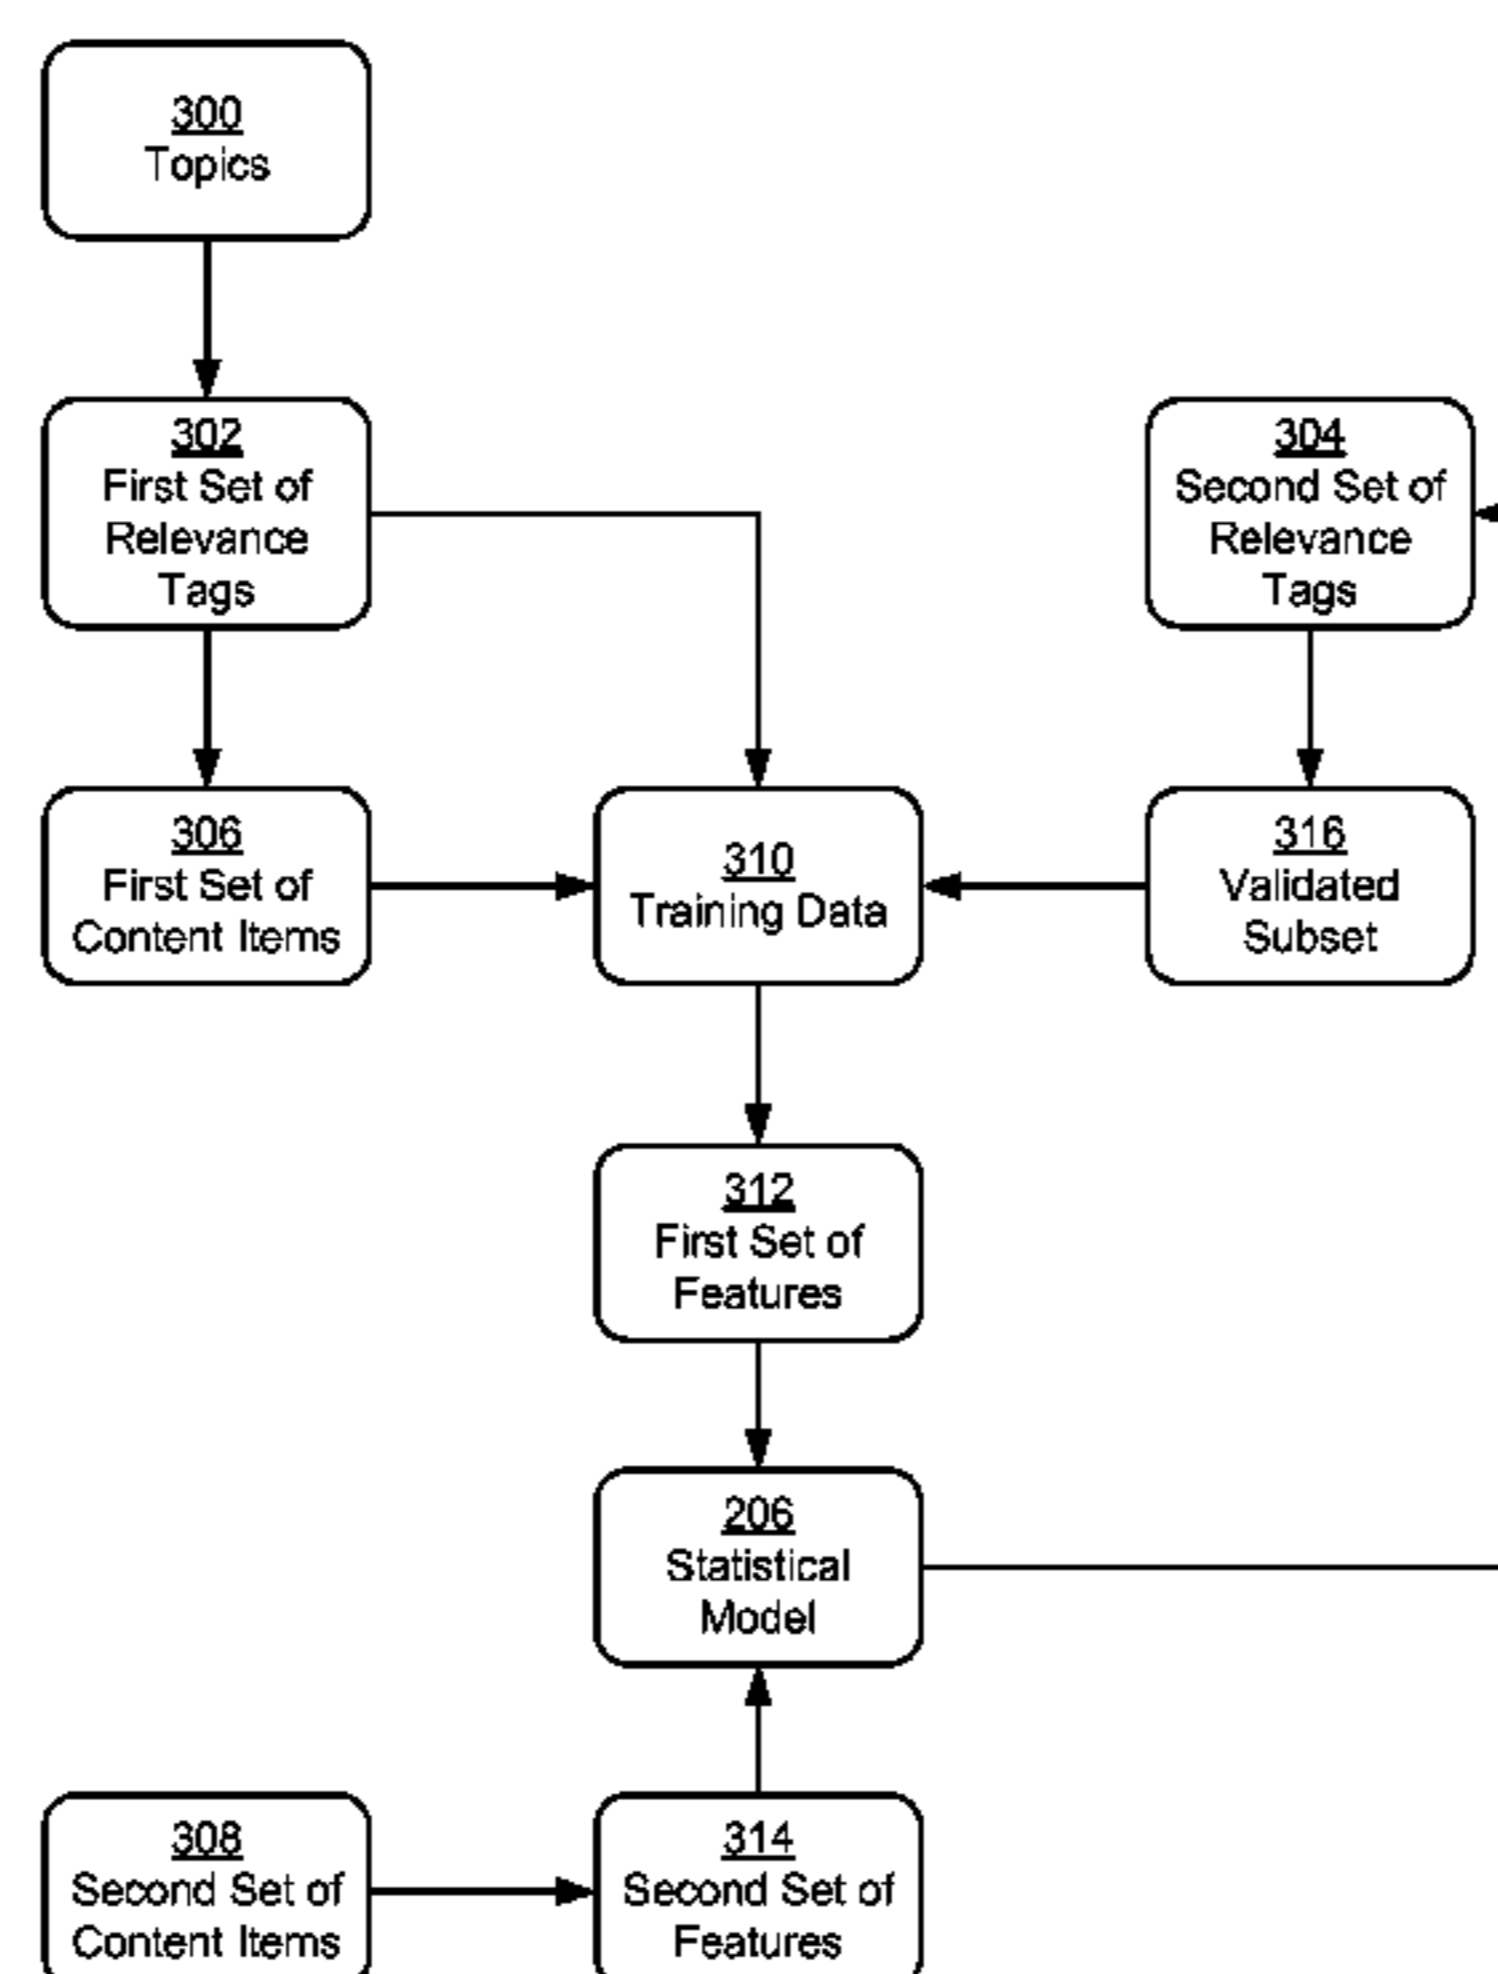 300
Topics
302
First Set of
Relevance
Tags
304
Second Set of
Relevance
Tags
306
First Set of
Content Items
310
Training Data
316
Validated
Subset
312
First Set of
Features
206
Statistical
Model
308
Second Set of
Content Items
314
Second Set of
Features